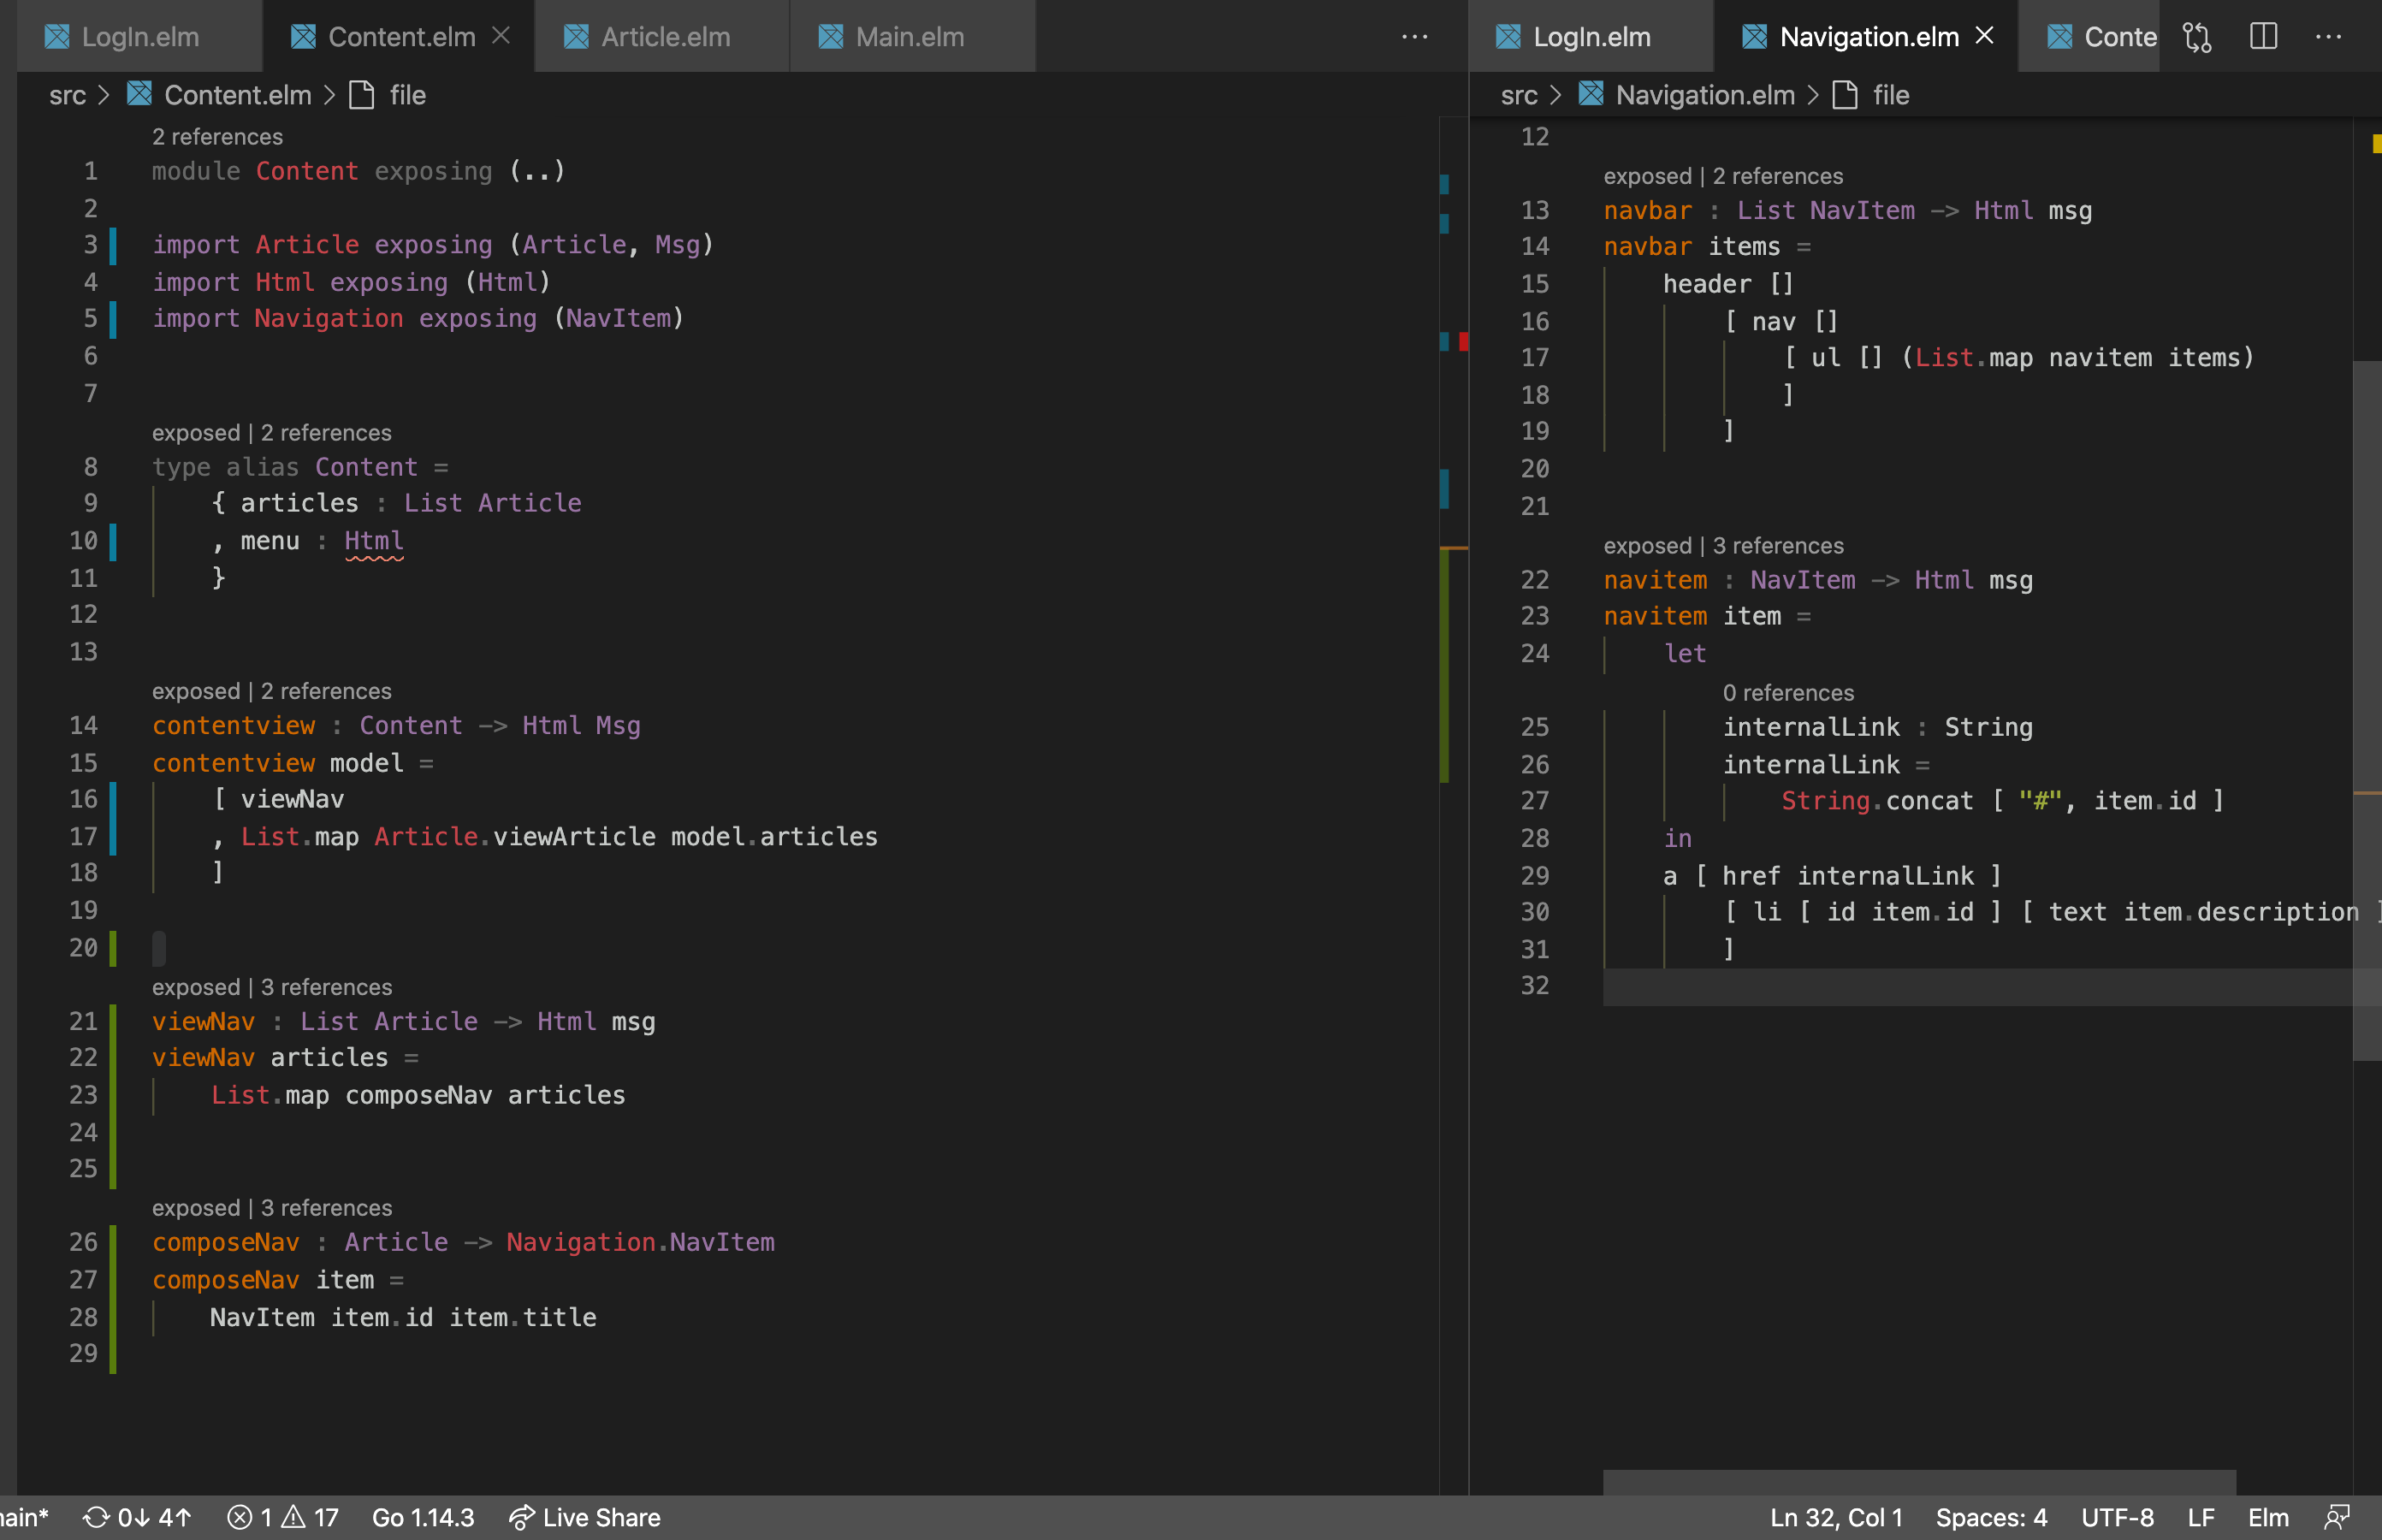 LogIn.elm Content.elm Article.elm Main.elm ···
src > Content.elm > file
2 references
1 module Content exposing (..)
2
3 import Article exposing (Article, Msg)
4 import Html exposing (Html)
5 import Navigation exposing (NavItem)
6
7
exposed | 2 references
8 type alias Content =
9     { articles : List Article
10     , menu : Html
11     }
12
13
exposed | 2 references
14 contentview : Content -> Html Msg
15 contentview model =
16     [ viewNav
17     , List.map Article.viewArticle model.articles
18     ]
19
20
exposed | 3 references
21 viewNav : List Article -> Html msg
22 viewNav articles =
23     List.map composeNav articles
24
25
exposed | 3 references
26 composeNav : Article -> Navigation.NavItem
27 composeNav item =
28     NavItem item.id item.title
29
LogIn.elm Navigation.elm Conte ···
src > Navigation.elm > file
12
exposed | 2 references
13 navbar : List NavItem -> Html msg
14 navbar items =
15     header []
16         [ nav []
17             [ ul [] (List.map navitem items)
18             ]
19         ]
20
21
exposed | 3 references
22 navitem : NavItem -> Html msg
23 navitem item =
24     let
0 references
25         internalLink : String
26         internalLink =
27             String.concat [ "#", item.id ]
28     in
29     a [ href internalLink ]
30         [ li [ id item.id ] [ text item.description ]
31         ]
32
ain* 0↓ 4↑ 1 17 Go 1.14.3 Live Share Ln 32, Col 1 Spaces: 4 UTF-8 LF Elm